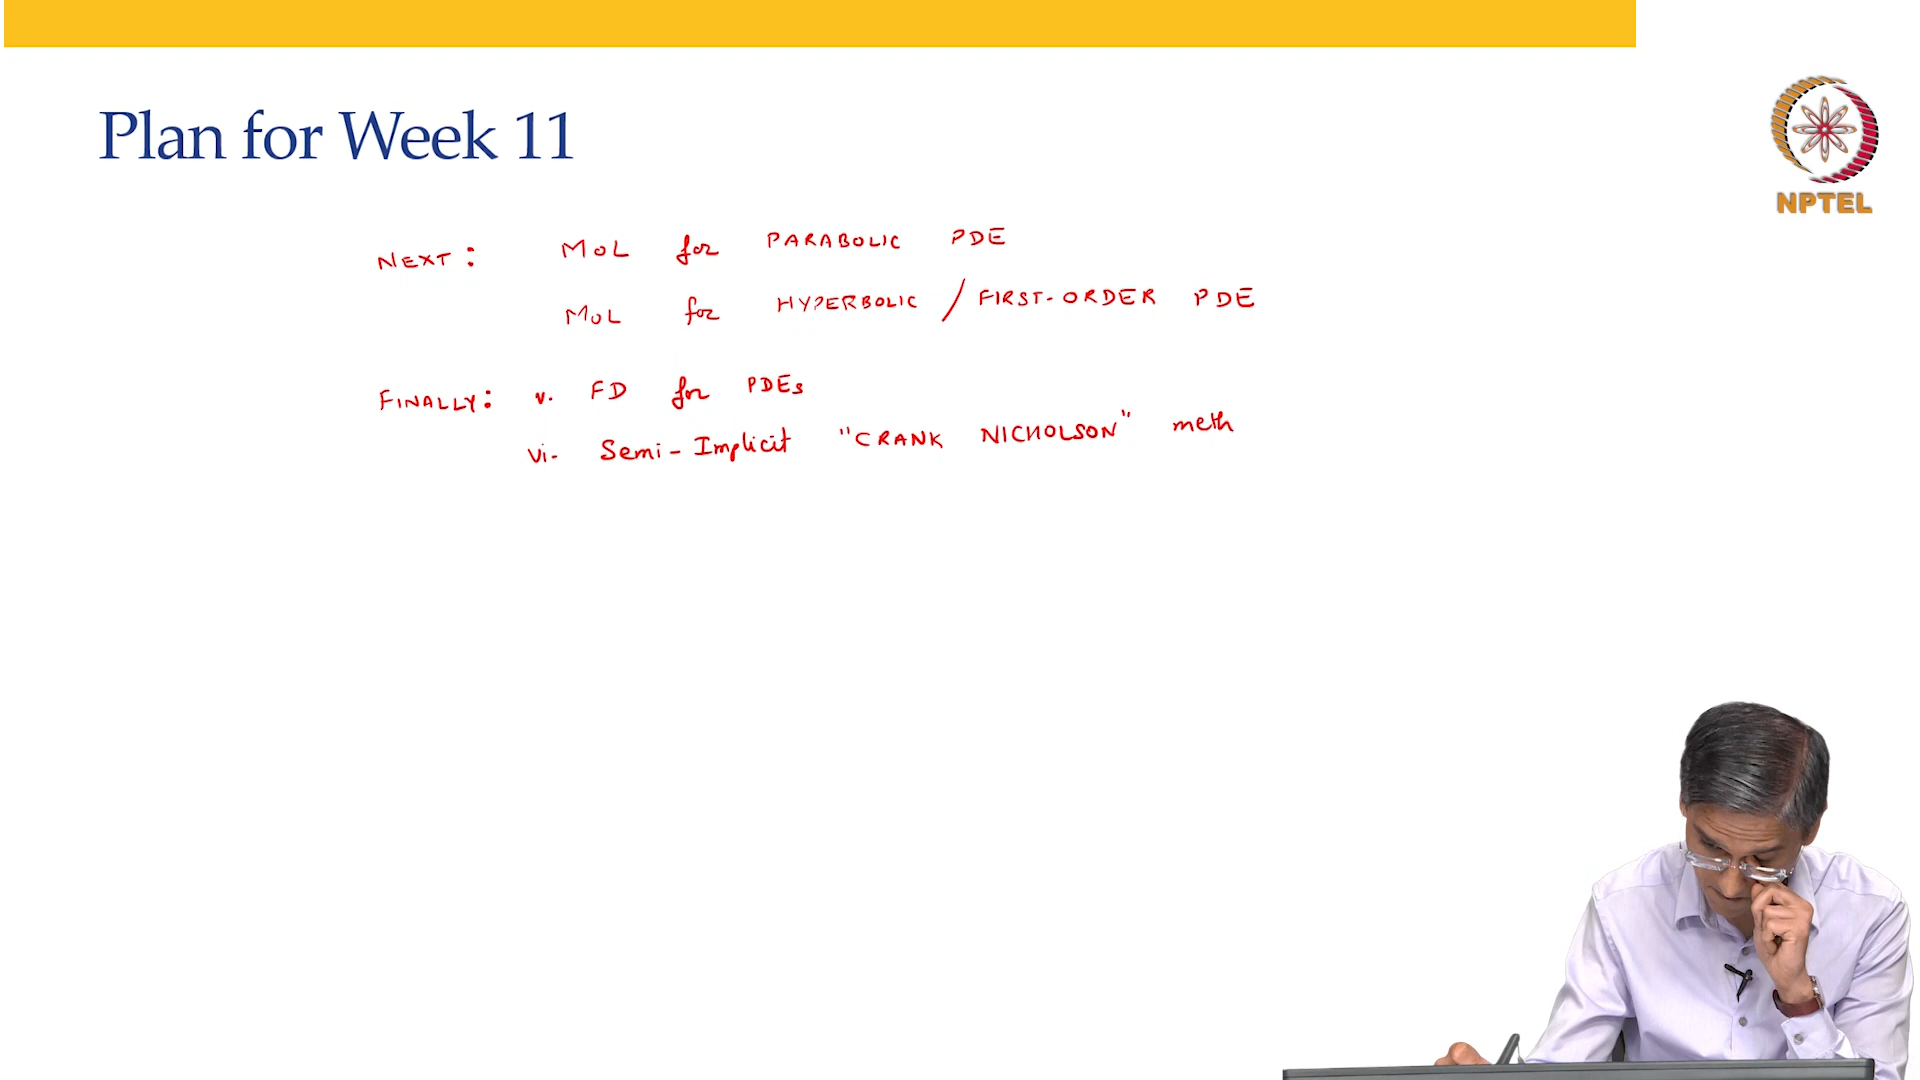 Plan for Week 11
NPTEL
NEXT: MOL for PARABOLIC PDE
MOL for HYPERBOLIC / FIRST-ORDER PDE
FINALLY: v. FD for PDEs
vi. Semi-Implicit "CRANK NICHOLSON" meth